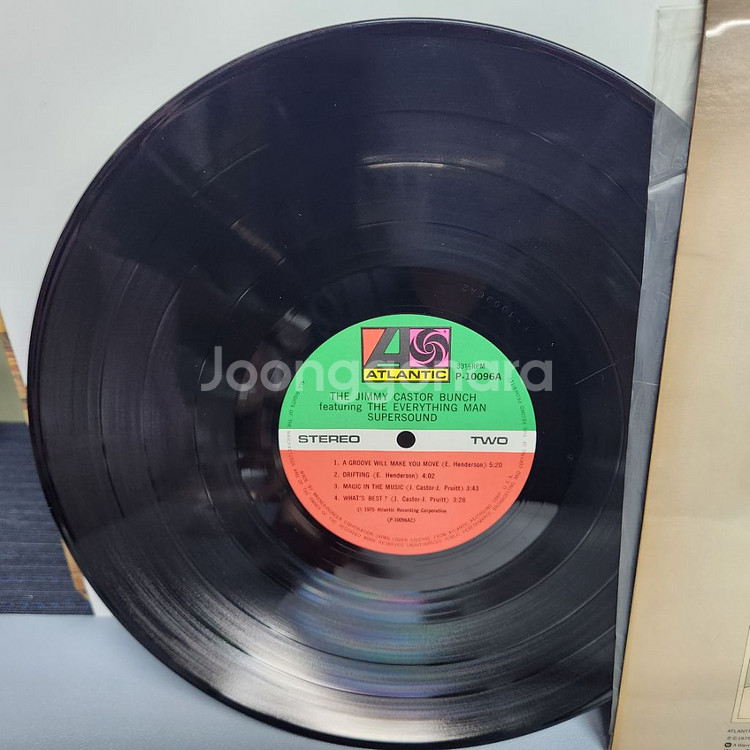 ATLANTIC
33⅓RPM
P-10096A
Joonggonara
THE JIMMY CASTOR BUNCH
featuring THE EVERYTHING MAN
SUPERSOUND
STEREO
TWO
1. A GROOVE WILL MAKE YOU MOVE (E. Henderson) 5:20
2. DRIFTING (E. Henderson) 4:02
3. MAGIC IN THE MUSIC (J. Castor-J. Pruitt) 3:43
4. WHAT'S BEST? (J. Castor-J. Pruitt) 3:28
1975 Atlantic Recording Corporation
(P-10096AC)